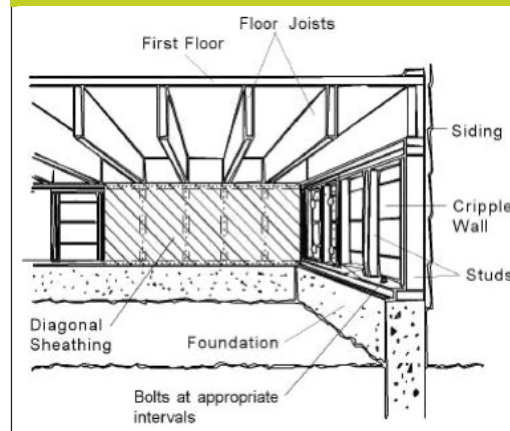 Floor Joists
First Floor
Siding
Cripple
Wall
Studs
Diagonal
Sheathing
Foundation
Bolts at appropriate
intervals